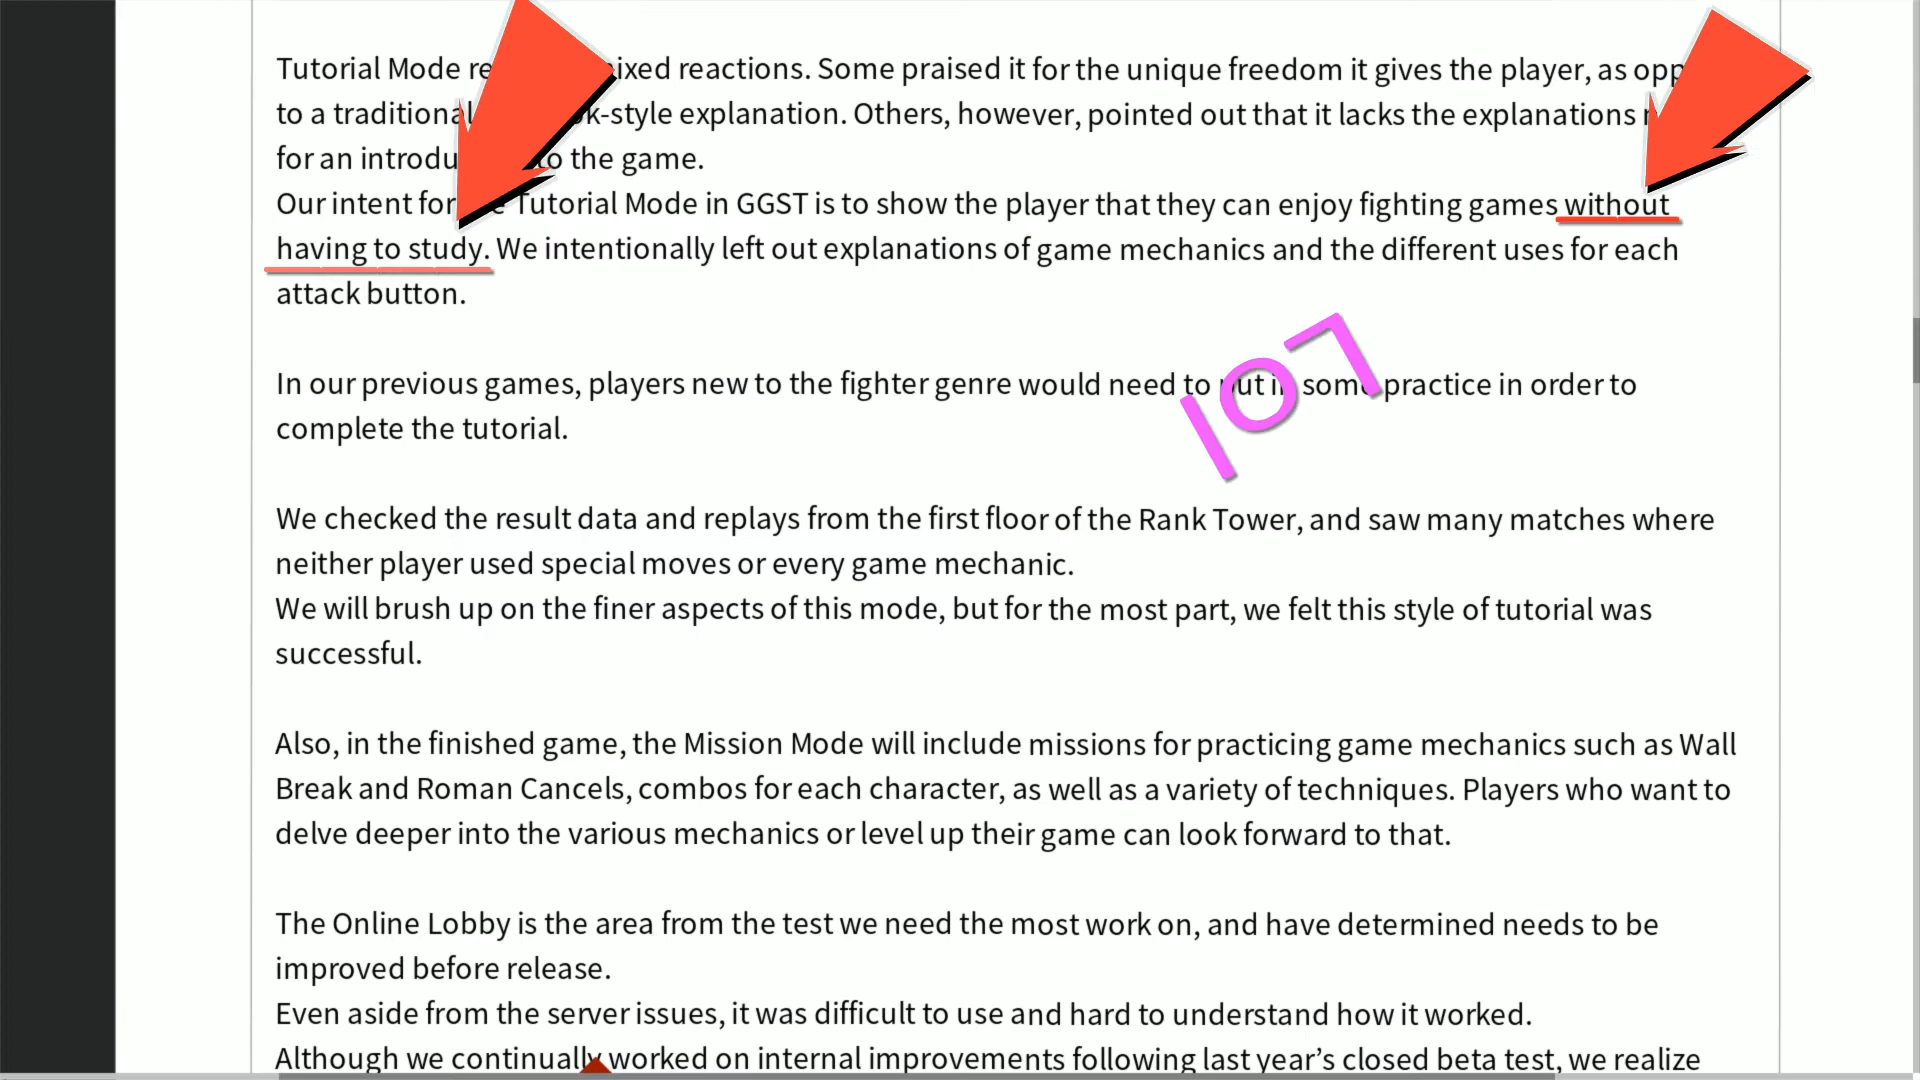 Tutorial Mode mixed reactions. Some praised it for the unique freedom it gives the player, as
to a traditional -style explanation. Others, however, pointed out that it lacks the explanations
for an to the game.
Our intent for Tutorial Mode in GGST is to show the player that they can enjoy fighting games without
having to study. We intentionally left out explanations of game mechanics and the different uses for each
attack button.
In our previous games, players new to the fighter genre would need to put in some practice in order to
complete the tutorial.
Lol
We checked the result data and replays from the first floor of the Rank Tower, and saw many matches where
neither player used special moves or every game mechanic.
We will brush up on the finer aspects of this mode, but for the most part, we felt this style of tutorial was
successful.
Also, in the finished game, the Mission Mode will include missions for practicing game mechanics such as Wall
Break and Roman Cancels, combos for each character, as well as a variety of techniques. Players who want to
delve deeper into the various mechanics or level up their game can look forward to that.
The Online Lobby is the area from the test we need the most work on, and have determined needs to be
improved before release.
Even aside from the server issues, it was difficult to use and hard to understand how it worked.
Although we continually worked on internal improvements following last year’s closed beta test, we realize